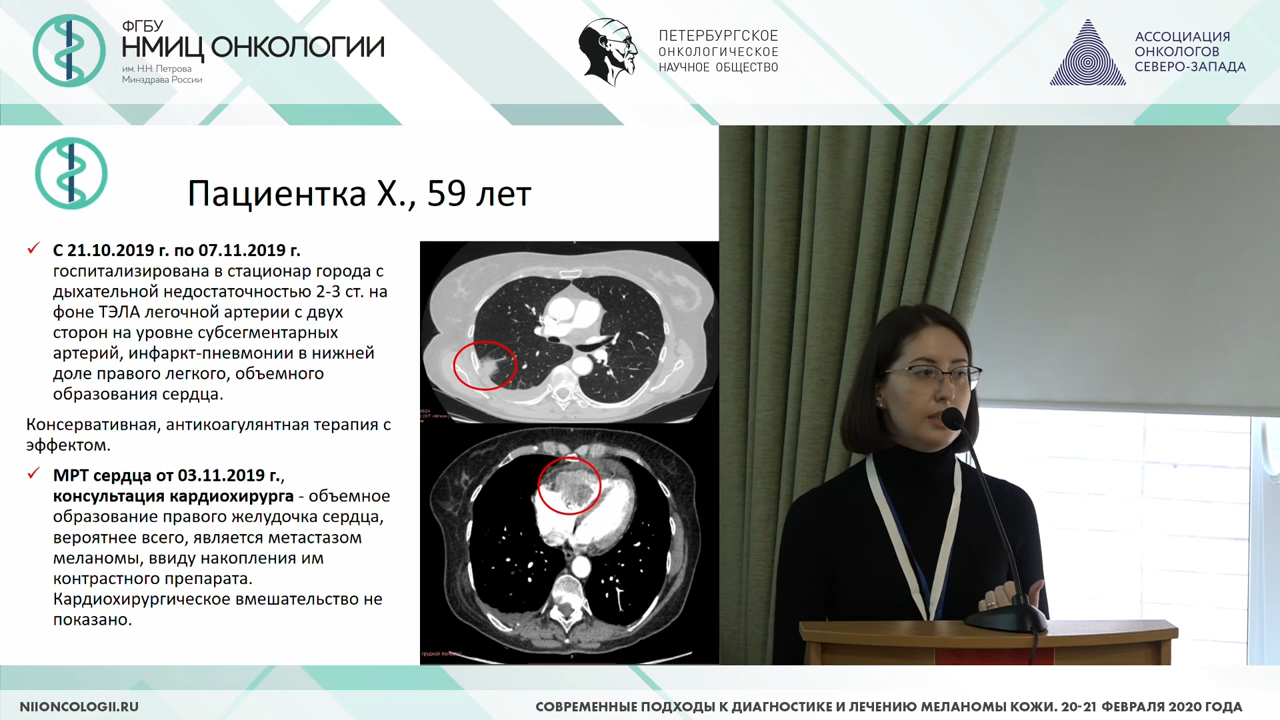 ФГБУ
НМИЦ ОНКОЛОГИИ
им. Н.Н. Петрова
Минздрава России
ПЕТЕРБУРГСКОЕ
ОНКОЛОГИЧЕСКОЕ
НАУЧНОЕ ОБЩЕСТВО
АССОЦИАЦИЯ
ОНКОЛОГОВ
СЕВЕРО-ЗАПАДА
Пациентка Х., 59 лет
✓ С 21.10.2019 г. по 07.11.2019 г.
госпитализирована в стационар города с
дыхательной недостаточностью 2-3 ст. на
фоне ТЭЛА легочной артерии с двух
сторон на уровне субсегментарных
артерий, инфаркт-пневмонии в нижней
доле правого легкого, объемного
образования сердца.
Консервативная, антикоагулянтная терапия с
эффектом.
✓ МРТ сердца от 03.11.2019 г.,
консультация кардиохирурга - объемное
образование правого желудочка сердца,
вероятнее всего, является метастазом
меланомы, ввиду накопления им
контрастного препарата.
Кардиохирургическое вмешательство не
показано.
NIIONCOLOGII.RU
СОВРЕМЕННЫЕ ПОДХОДЫ К ДИАГНОСТИКЕ И ЛЕЧЕНИЮ МЕЛАНОМЫ КОЖИ. 20-21 ФЕВРАЛЯ 2020 ГОДА